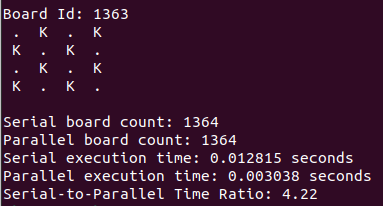 Board Id: 1363
. K . K
K . K .
. K . K
K . K .
Serial board count: 1364
Parallel board count: 1364
Serial execution time: 0.012815 seconds
Parallel execution time: 0.003038 seconds
Serial-to-Parallel Time Ratio: 4.22